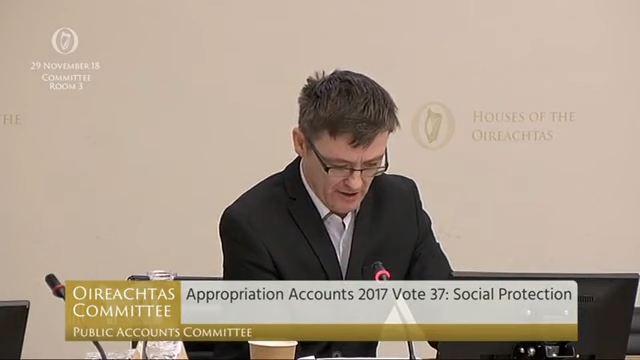 29 November 18
Committee
Room 3
THE
Houses of the
Oireachtas
Oireachtas
Committee
Appropriation Accounts 2017 Vote 37: Social Protection
Public Accounts Committee